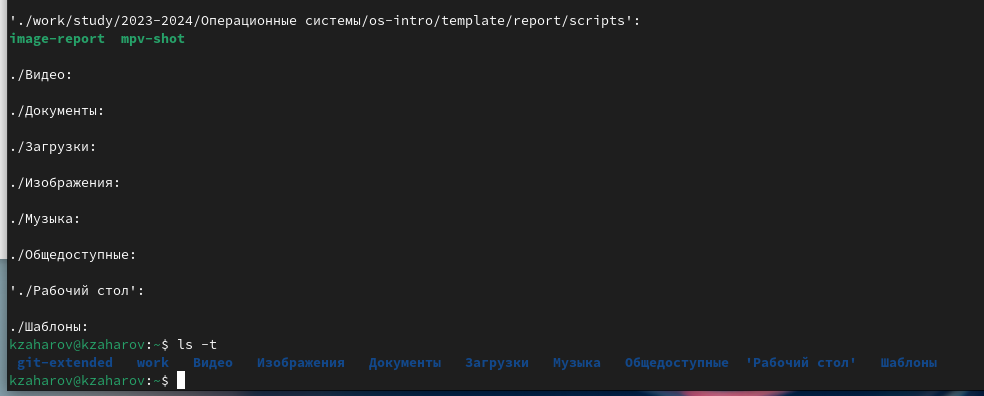 './work/study/2023-2024/Операционные системы/os-intro/template/report/scripts':
image-report  mpv-shot
./Видео:
./Документы:
./Загрузки:
./Изображения:
./Музыка:
./Общедоступные:
'./Рабочий стол':
./Шаблоны:
kzaharov@kzaharov:~$ ls -t
git-extended   work   Видео   Изображения   Документы   Загрузки   Музыка   Общедоступные  'Рабочий стол'   Шаблоны
kzaharov@kzaharov:~$